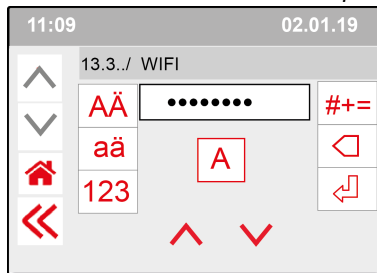 11:09 02.01.19
13.3../ WIFI
AÄ •••••••• #+=
aä A
123